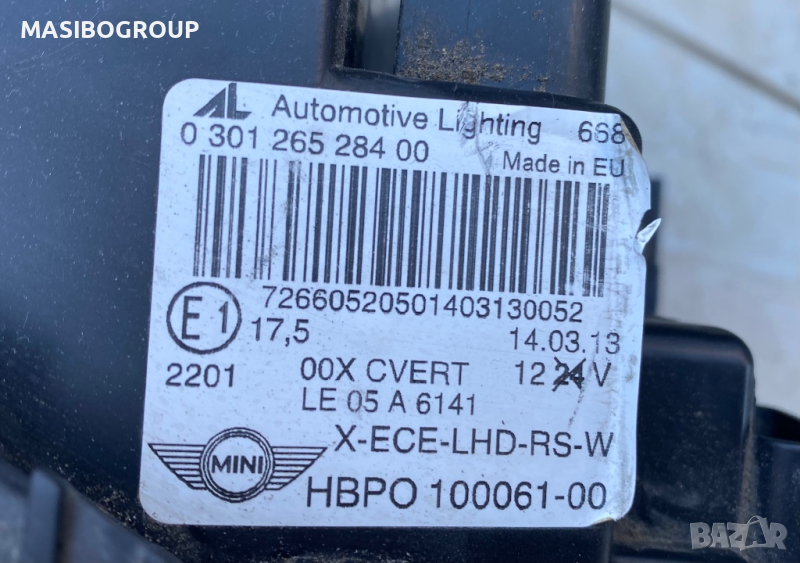 MASIBOGROUP
AL Automotive Lighting 668
0 301 265 284 00
Made in EU
72660520501403130052
E1 17,5 14.03.13
2201 00X CVERT 12 24 V
LE 05 A 6141
X-ECE-LHD-RS-W
MINI
HBPO 100061-00
BAZAR